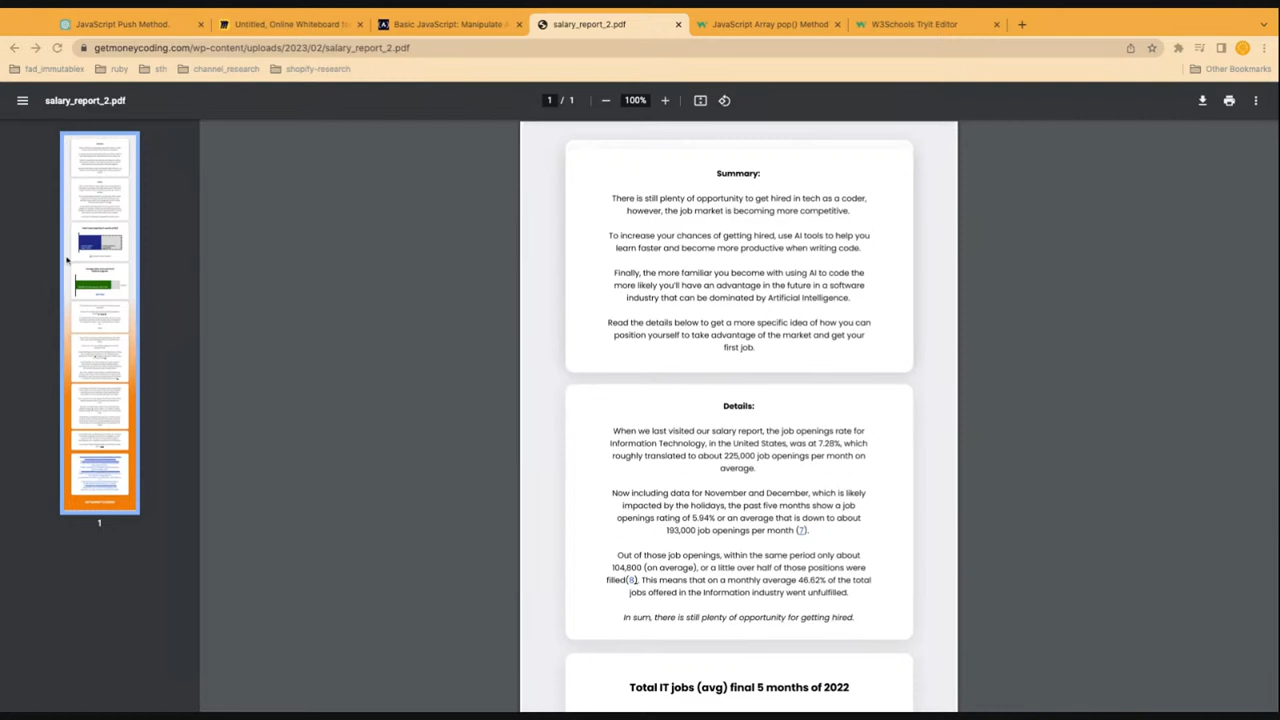 JavaScript Push Method.
Untitled, Online Whiteboard fo
Basic JavaScript: Manipulate A
salary_report_2.pdf
JavaScript Array pop() Method
W3Schools Tryit Editor
getmoneycoding.com/wp-content/uploads/2023/02/salary_report_2.pdf
fad_immutablex
ruby
sth
channel_research
shopify-research
Other Bookmarks
salary_report_2.pdf
1 / 1
100%
Summary:
There is still plenty of opportunity to get hired in tech as a coder,
however, the job market is becoming more competitive.
To increase your chances of getting hired, use AI tools to help you
learn faster and become more productive when writing code.
Finally, the more familiar you become with using AI to code the
more likely you'll have an advantage in the future in a software
industry that can be dominated by Artificial Intelligence.
Read the details below to get a more specific idea of how you can
position yourself to take advantage of the market and get your
first job.
Details:
When we last visited our salary report, the job openings rate for
Information Technology, in the United States, was at 7.28%, which
roughly translated to about 225,000 job openings per month on
average.
Now including data for November and December, which is likely
impacted by the holidays, the past five months show a job
openings rating of 5.94% or an average that is down to about
193,000 job openings per month (7).
Out of those job openings, within the same period only about
104,800 (on average), or a little over half of those positions were
filled(8). This means that on a monthly average 46.62% of the total
jobs offered in the Information industry went unfulfilled.
In sum, there is still plenty of opportunity for getting hired.
Total IT jobs (avg) final 5 months of 2022
1